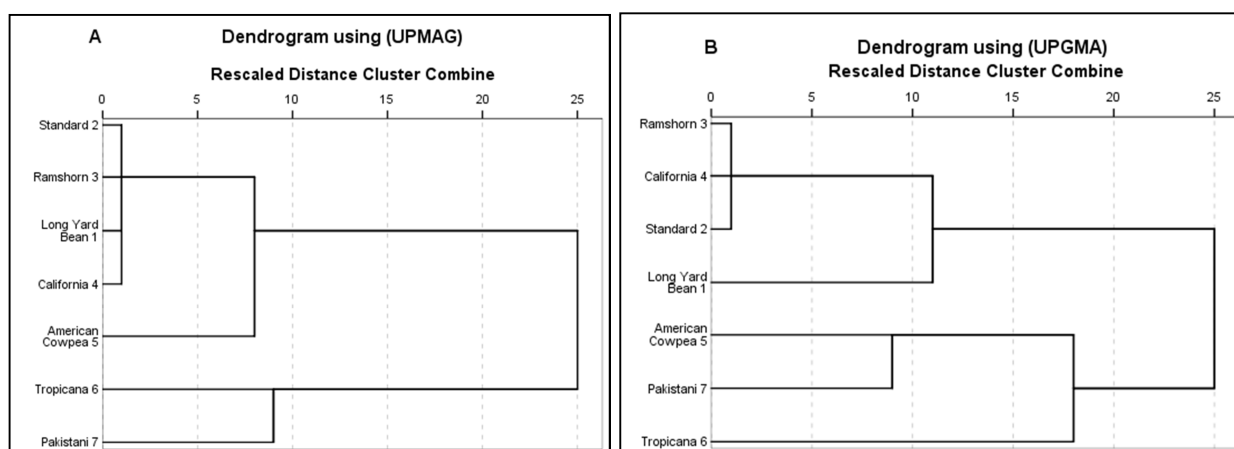 A
Dendrogram using (UPMAG)
Rescaled Distance Cluster Combine
0 5 10 15 20 25
Standard 2
Ramshorn 3
Long Yard
Bean 1
California 4
American
Cowpea 5
Tropicana 6
Pakistani 7
B
Dendrogram using (UPGMA)
Rescaled Distance Cluster Combine
0 5 10 15 20 25
Ramshorn 3
California 4
Standard 2
Long Yard
Bean 1
American
Cowpea 5
Pakistani 7
Tropicana 6